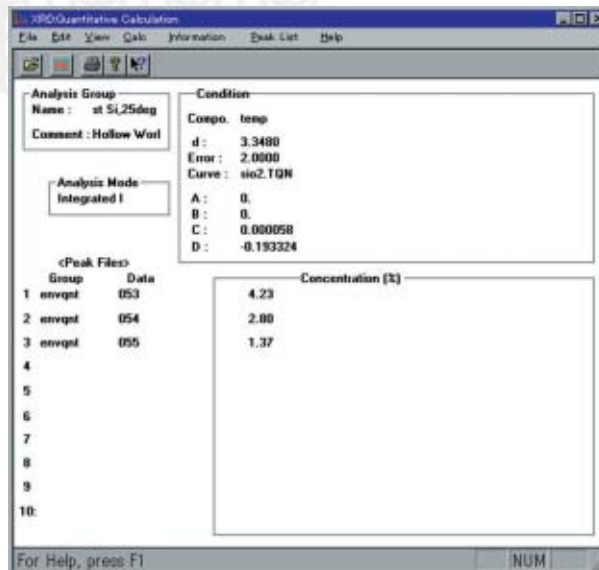 XRD:Quantitative Calculation
File Edit View Calc Information Peak List Help
Analysis Group
Name : st Si,25deg
Comment : Hollow Worl
Analysis Mode
Integrated I
Condition
Compo. temp
d : 3.3480
Error : 2.0000
Curve : sio2.TQN
A : 0.
B : 0.
C : 0.000058
D : -0.193324
<Peak Files>
Group Data
Concentration (%)
1 envqnt 053 4.23
2 envqnt 054 2.80
3 envqnt 055 1.37
4
5
6
7
8
9
10:
For Help, press F1 NUM